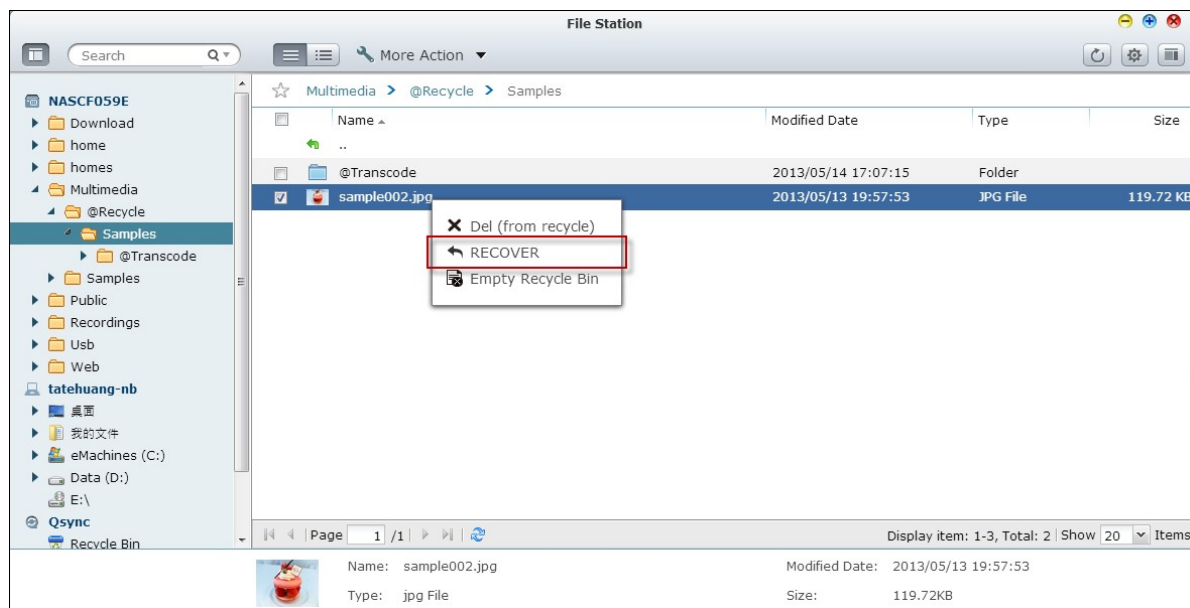 File Station
Search
More Action
NASCF059E
Download
home
homes
Multimedia
@Recycle
Samples
@Transcode
Samples
Public
Recordings
Usb
Web
tatehuang-nb
桌面
我的文件
eMachines (C:)
Data (D:)
E:\
Qsync
Recycle Bin
Multimedia > @Recycle > Samples
Name Modified Date Type Size
..
@Transcode 2013/05/14 17:07:15 Folder
sample002.jpg 2013/05/13 19:57:53 JPG File 119.72 KB
Del (from recycle)
RECOVER
Empty Recycle Bin
Page 1 /1 Display item: 1-3, Total: 2 Show 20 Items
Name: sample002.jpg Modified Date: 2013/05/13 19:57:53
Type: jpg File Size: 119.72KB